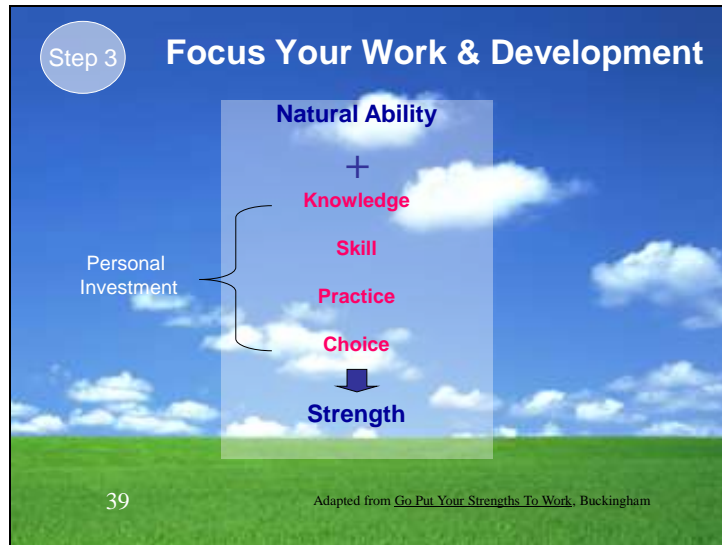 Step 3
Focus Your Work & Development
Natural Ability
+
Knowledge
Skill
Personal
Investment
Practice
Choice
Strength
39
Adapted from Go Put Your Strengths To Work, Buckingham